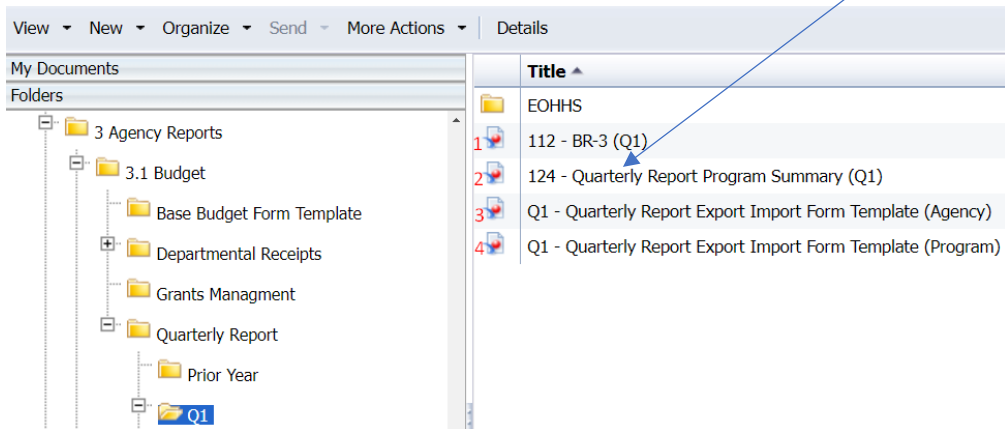 View New Organize Send More Actions Details
My Documents
Folders
3 Agency Reports
3.1 Budget
Base Budget Form Template
Departmental Receipts
Grants Managment
Quarterly Report
Prior Year
Q1
Title
EOHHS
1 112 - BR-3 (Q1)
2 124 - Quarterly Report Program Summary (Q1)
3 Q1 - Quarterly Report Export Import Form Template (Agency)
4 Q1 - Quarterly Report Export Import Form Template (Program)